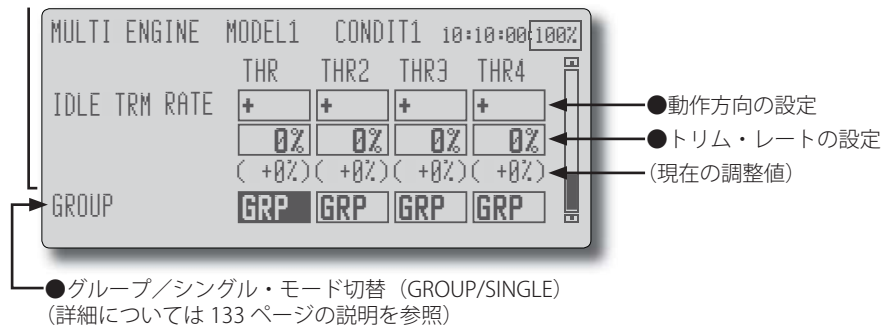 MULTI ENGINE MODEL1 CONDIT1 10:10:00 100%
THR THR2 THR3 THR4
IDLE TRM RATE + + + +
0% 0% 0% 0%
( +0%)( +0%)( +0%)( +0%)
GROUP GRP GRP GRP GRP
●動作方向の設定
●トリム・レートの設定
(現在の調整値)
●グループ／シングル・モード切替（GROUP/SINGLE）
(詳細については 133 ページの説明を参照)